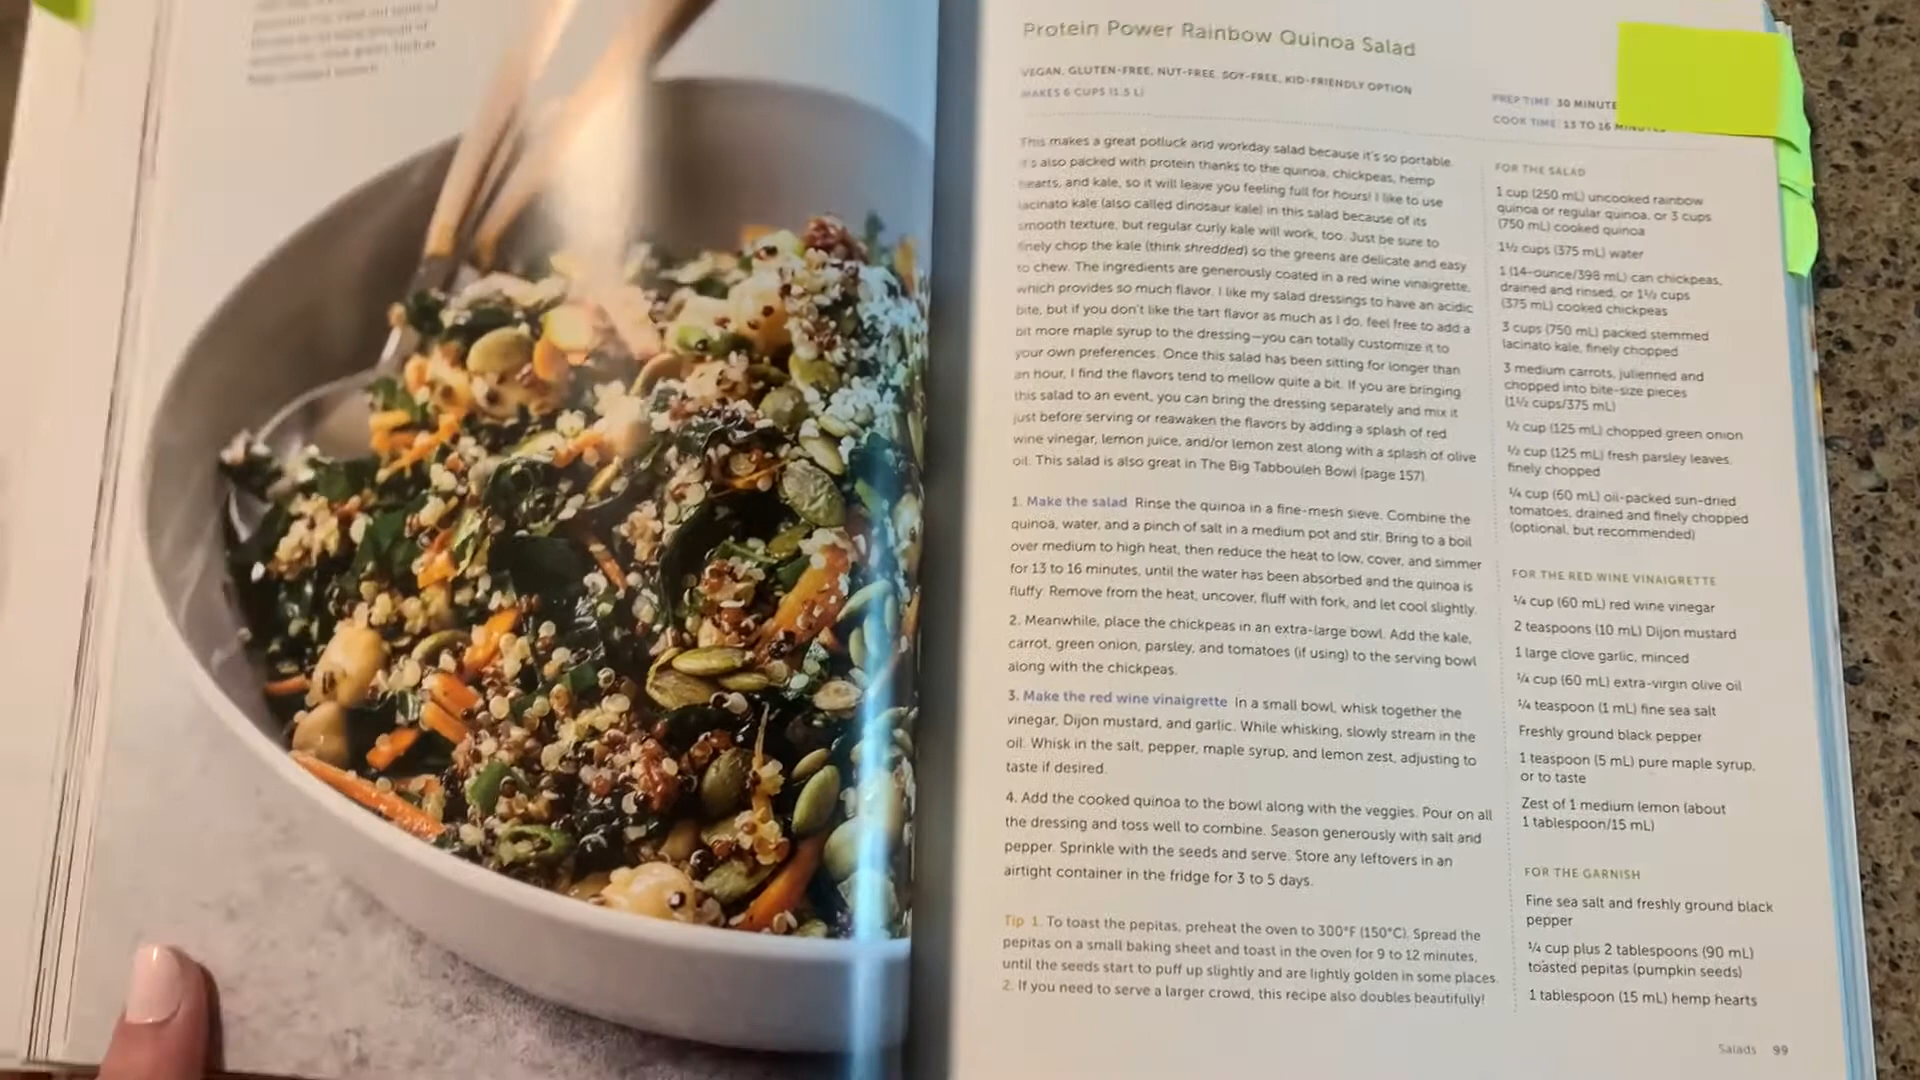 Protein Power Rainbow Quinoa Salad
VEGAN, GLUTEN-FREE, NUT-FREE, SOY-FREE, KID-FRIENDLY OPTION
MAKES 6 CUPS (1.5 L)
PREP TIME: 30 MINUTE
COOK TIME: 13 TO 16 MINUTES
This makes a great potluck and workday salad because it's so portable.
It's also packed with protein thanks to the quinoa, chickpeas, hemp
hearts, and kale, so it will leave you feeling full for hours! I like to use
lacinato kale (also called dinosaur kale) in this salad because of its
smooth texture, but regular curly kale will work, too. Just be sure to
finely chop the kale (think shredded) so the greens are delicate and easy
to chew. The ingredients are generously coated in a red wine vinaigrette,
which provides so much flavor. I like my salad dressings to have an acidic
bite, but if you don't like the tart flavor as much as I do, feel free to add a
bit more maple syrup to the dressing—you can totally customize it to
your own preferences. Once this salad has been sitting for longer than
an hour, I find the flavors tend to mellow quite a bit. If you are bringing
this salad to an event, you can bring the dressing separately and mix it
just before serving or reawaken the flavors by adding a splash of red
wine vinegar, lemon juice, and/or lemon zest along with a splash of olive
oil. This salad is also great in The Big Tabbouleh Bowl (page 157).
1. Make the salad Rinse the quinoa in a fine-mesh sieve. Combine the
quinoa, water, and a pinch of salt in a medium pot and stir. Bring to a boil
over medium to high heat, then reduce the heat to low, cover, and simmer
for 13 to 16 minutes, until the water has been absorbed and the quinoa is
fluffy. Remove from the heat, uncover, fluff with fork, and let cool slightly.
2. Meanwhile, place the chickpeas in an extra-large bowl. Add the kale,
carrot, green onion, parsley, and tomatoes (if using) to the serving bowl
along with the chickpeas.
3. Make the red wine vinaigrette In a small bowl, whisk together the
vinegar, Dijon mustard, and garlic. While whisking, slowly stream in the
oil. Whisk in the salt, pepper, maple syrup, and lemon zest, adjusting to
taste if desired.
4. Add the cooked quinoa to the bowl along with the veggies. Pour on all
the dressing and toss well to combine. Season generously with salt and
pepper. Sprinkle with the seeds and serve. Store any leftovers in an
airtight container in the fridge for 3 to 5 days.
Tip 1. To toast the pepitas, preheat the oven to 300°F (150°C). Spread the
pepitas on a small baking sheet and toast in the oven for 9 to 12 minutes,
until the seeds start to puff up slightly and are lightly golden in some places.
2. If you need to serve a larger crowd, this recipe also doubles beautifully!
FOR THE SALAD
1 cup (250 mL) uncooked rainbow
quinoa or regular quinoa, or 3 cups
(750 mL) cooked quinoa
1½ cups (375 mL) water
1 (14-ounce/398 mL) can chickpeas,
drained and rinsed, or 1½ cups
(375 mL) cooked chickpeas
3 cups (750 mL) packed stemmed
lacinato kale, finely chopped
3 medium carrots, julienned and
chopped into bite-size pieces
(1½ cups/375 mL)
½ cup (125 mL) chopped green onion
½ cup (125 mL) fresh parsley leaves,
finely chopped
¼ cup (60 mL) oil-packed sun-dried
tomatoes, drained and finely chopped
(optional, but recommended)
FOR THE RED WINE VINAIGRETTE
¼ cup (60 mL) red wine vinegar
2 teaspoons (10 mL) Dijon mustard
1 large clove garlic, minced
¼ cup (60 mL) extra-virgin olive oil
¼ teaspoon (1 mL) fine sea salt
Freshly ground black pepper
1 teaspoon (5 mL) pure maple syrup,
or to taste
Zest of 1 medium lemon (about
1 tablespoon/15 mL)
FOR THE GARNISH
Fine sea salt and freshly ground black
pepper
¼ cup plus 2 tablespoons (90 mL)
toasted pepitas (pumpkin seeds)
1 tablespoon (15 mL) hemp hearts
Salads 99